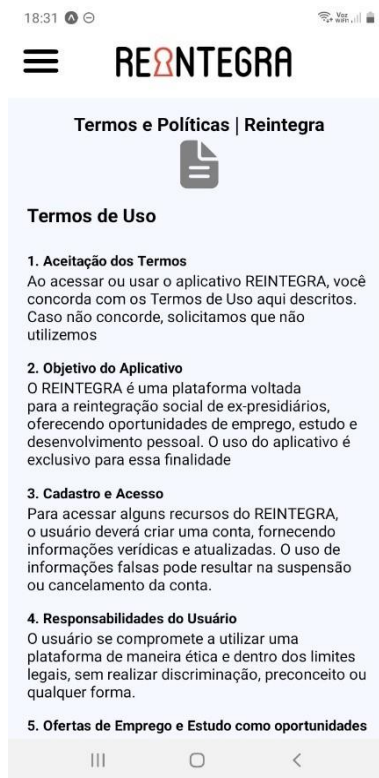 18:31
REINTEGRA
Termos e Políticas | Reintegra
Termos de Uso
1. Aceitação dos Termos
Ao acessar ou usar o aplicativo REINTEGRA, você
concorda com os Termos de Uso aqui descritos.
Caso não concorde, solicitamos que não
utilizemos
2. Objetivo do Aplicativo
O REINTEGRA é uma plataforma voltada
para a reintegração social de ex-presidiários,
oferecendo oportunidades de emprego, estudo e
desenvolvimento pessoal. O uso do aplicativo é
exclusivo para essa finalidade
3. Cadastro e Acesso
Para acessar alguns recursos do REINTEGRA,
o usuário deverá criar uma conta, fornecendo
informações verídicas e atualizadas. O uso de
informações falsas pode resultar na suspensão
ou cancelamento da conta.
4. Responsabilidades do Usuário
O usuário se compromete a utilizar uma
plataforma de maneira ética e dentro dos limites
legais, sem realizar discriminação, preconceito ou
qualquer forma.
5. Ofertas de Emprego e Estudo como oportunidades